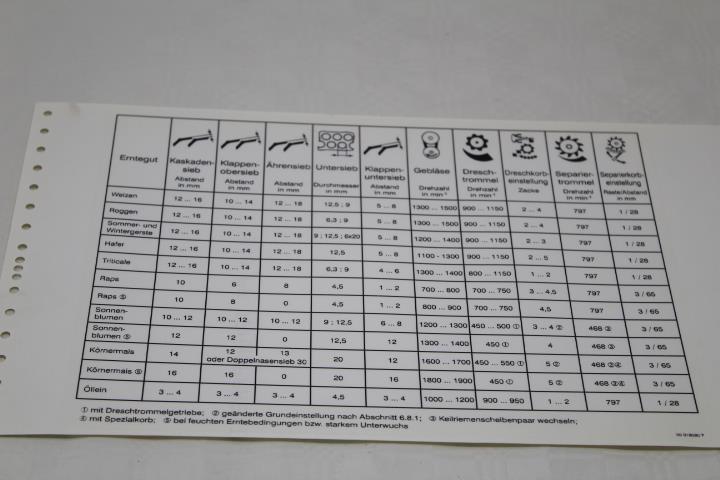 Erntegut Kaskaden-sieb Abstand in mm Klappen-obersieb Abstand in mm Ährensieb Abstand in mm Untersieb Durchmesser in mm Klappen-untersieb Abstand in mm Gebläse Drehzahl in min⁻¹ Dresch-trommel Drehzahl in min⁻¹ Dreschkorb-einstellung Zacke Separier-trommel Drehzahl in min⁻¹ Separierkorb-einstellung Raste/Abstand in mm
Weizen 12 ... 16 10 ... 14 12 ... 18 12,5 ; 9 5 ... 8 1300 ... 1500 900 ... 1150 2 ... 4 797 1 / 28
Roggen 12 ... 16 10 ... 14 12 ... 18 6,3 ; 9 5 ... 8 1300 ... 1500 900 ... 1150 2 ... 4 797 1 / 28
Sommer- und Wintergerste 12 ... 16 10 ... 14 12 ... 18 9 ; 12,5 ; 6x20 5 ... 8 1200 ... 1400 900 ... 1150 2 ... 3 797 1 / 28
Hafer 12 ... 16 10 ... 14 12 ... 18 12,5 5 ... 8 1100 - 1300 900 ... 1150 2 ... 5 797 1 / 28
Triticale 12 ... 16 10 ... 14 12 ... 18 6,3 ; 9 4 ... 6 1300 ... 1400 800 ... 1150 1 ... 2 797 1 / 28
Raps 10 6 8 4,5 1 ... 2 700 ... 800 700 ... 750 3 ... 4,5 797 3 / 65
Raps ⑤ 10 8 0 4,5 1 ... 2 800 ... 900 700 ... 750 4,5 797 3 / 65
Sonnen-blumen 10 ... 12 10 ... 12 10 ... 12 9 ; 12,5 6 ... 8 1200 ... 1300 450 ... 500 ① 3 ... 4 ② 468 ③ 3 / 65
Sonnen-blumen ⑤ 12 12 0 12,5 12 1300 ... 1400 450 ① 4 468 ③ 3 / 65
Körnermais 14 12 13 oder Doppelnasensieb 30 20 12 1600 ... 1700 450 ... 550 ① 5 ② 468 ③④ 3 / 65
Körnermais ⑤ 16 16 0 20 16 1800 ... 1900 450 ① 5 ② 468 ③④ 3 / 65
Öllein 3 ... 4 3 ... 4 3 ... 4 4,5 3 ... 4 1000 ... 1200 900 ... 950 1 ... 2 797 1 / 28
① mit Dreschtrommelgetriebe; ② geänderte Grundeinstellung nach Abschnitt 6.8.1; ③ Keilriemenscheibenpaar wechseln;
④ mit Spezialkorb; ⑤ bei feuchten Erntebedingungen bzw. starkem Unterwuchs